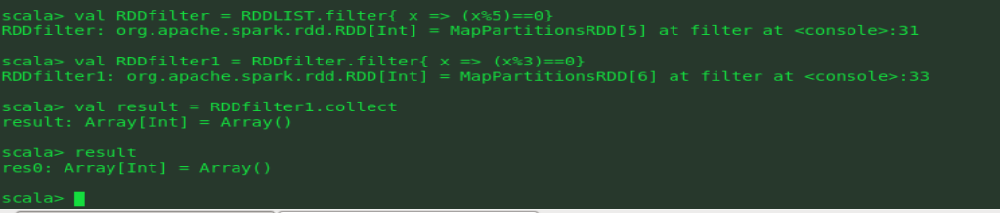 scala> val RDDfilter = RDDLIST.filter{ x => (x%5)==0}
RDDfilter: org.apache.spark.rdd.RDD[Int] = MapPartitionsRDD[5] at filter at <console>:31
scala> val RDDfilter1 = RDDfilter.filter{ x => (x%3)==0}
RDDfilter1: org.apache.spark.rdd.RDD[Int] = MapPartitionsRDD[6] at filter at <console>:33
scala> val result = RDDfilter1.collect
result: Array[Int] = Array()
scala> result
res0: Array[Int] = Array()
scala>